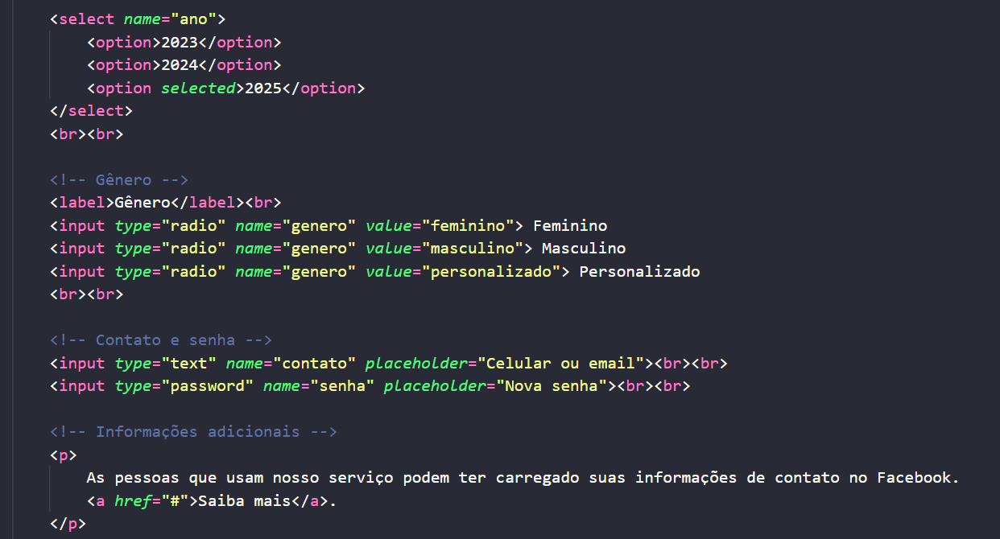 <select name="ano">
    <option>2023</option>
    <option>2024</option>
    <option selected>2025</option>
</select>
<br><br>

<!-- Gênero -->
<label>Gênero</label><br>
<input type="radio" name="genero" value="feminino"> Feminino
<input type="radio" name="genero" value="masculino"> Masculino
<input type="radio" name="genero" value="personalizado"> Personalizado
<br><br>

<!-- Contato e senha -->
<input type="text" name="contato" placeholder="Celular ou email"><br><br>
<input type="password" name="senha" placeholder="Nova senha"><br><br>

<!-- Informações adicionais -->
<p>
    As pessoas que usam nosso serviço podem ter carregado suas informações de contato no Facebook.
    <a href="#">Saiba mais</a>.
</p>